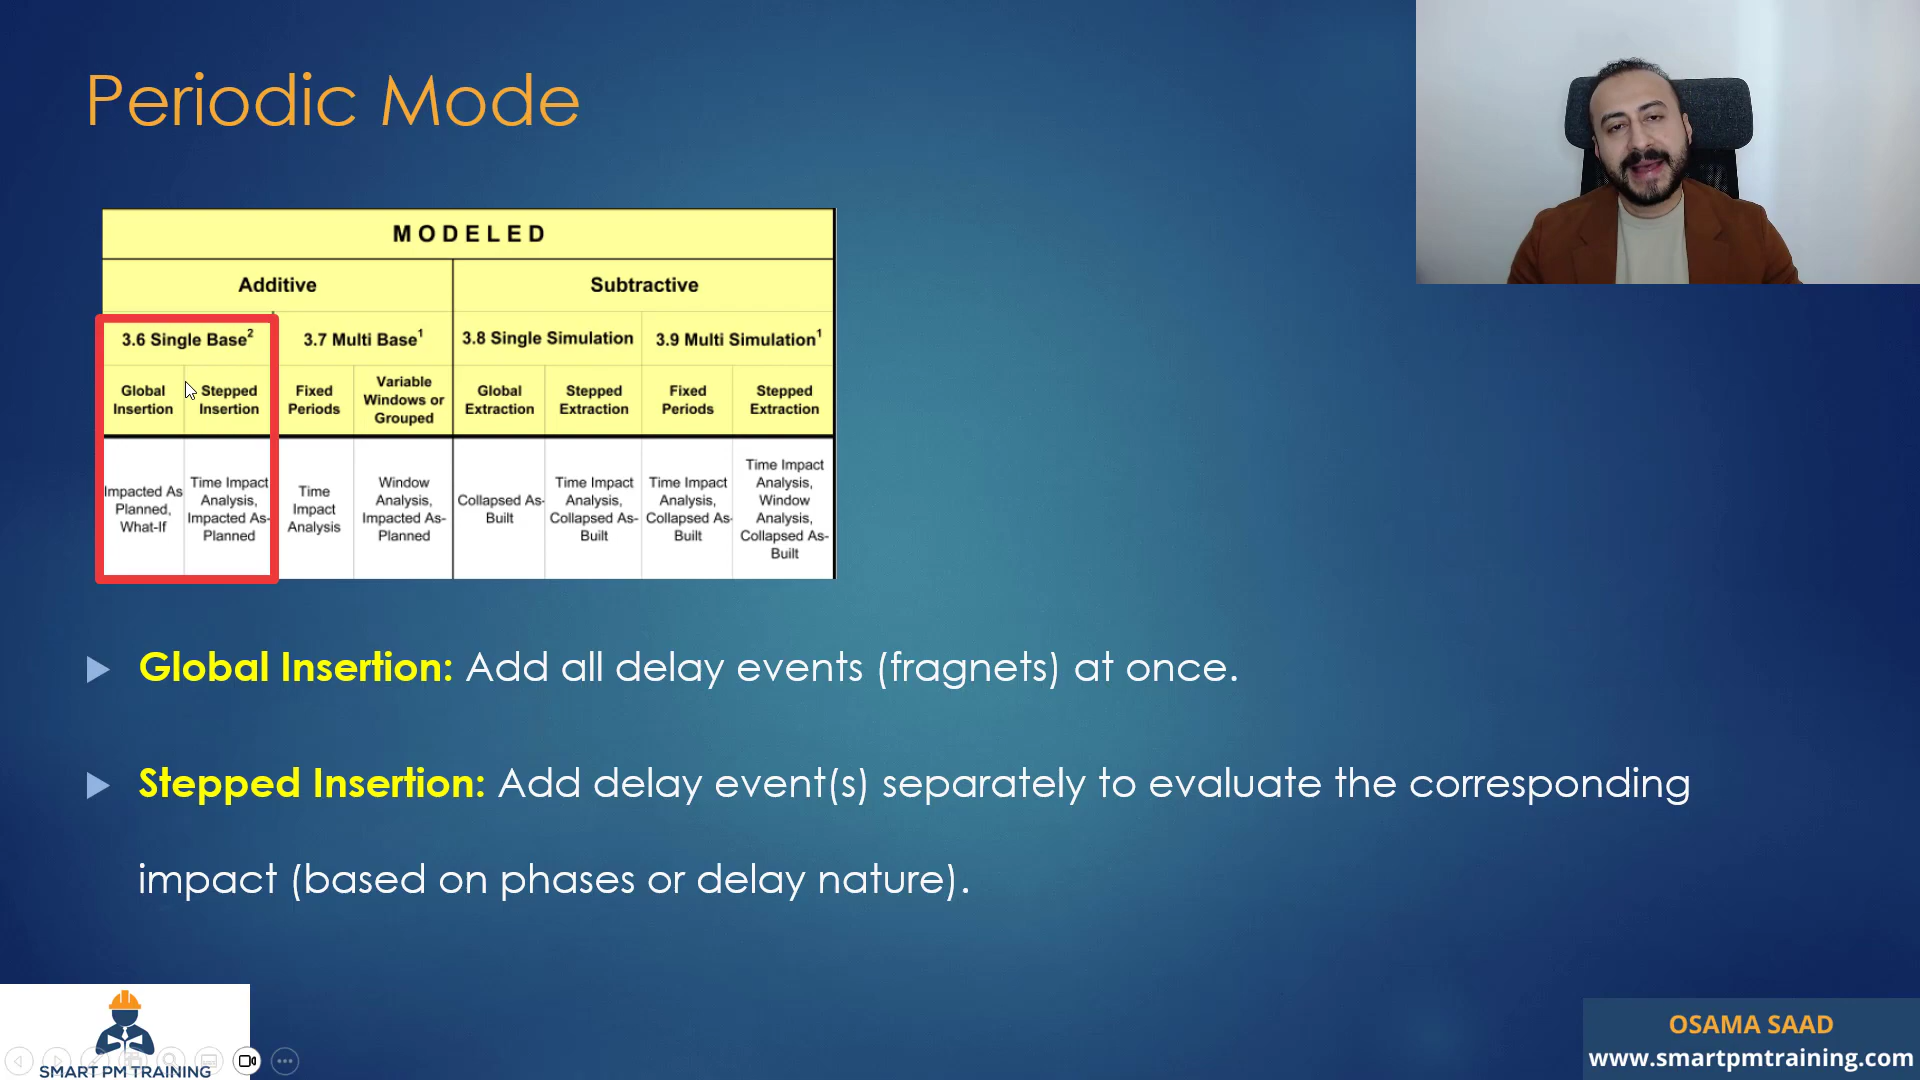 Periodic Mode
MODELED
Additive
Subtractive
3.6 Single Base2
3.7 Multi Base1
3.8 Single Simulation
3.9 Multi Simulation1
Global
Insertion
Stepped
Insertion
Fixed
Periods
Variable
Windows or
Grouped
Global
Extraction
Stepped
Extraction
Fixed
Periods
Stepped
Extraction
Impacted As
Planned,
What-If
Time Impact
Analysis,
Impacted As-
Planned
Time
Impact
Analysis
Window
Analysis,
Impacted As-
Planned
Collapsed As-
Built
Time Impact
Analysis,
Collapsed As-
Built
Time Impact
Analysis,
Collapsed As-
Built
Time Impact
Analysis,
Window
Analysis,
Collapsed As-
Built
Global Insertion: Add all delay events (fragnets) at once.
Stepped Insertion: Add delay event(s) separately to evaluate the corresponding
impact (based on phases or delay nature).
SMART PM TRAINING
OSAMA SAAD
www.smartpmtraining.com